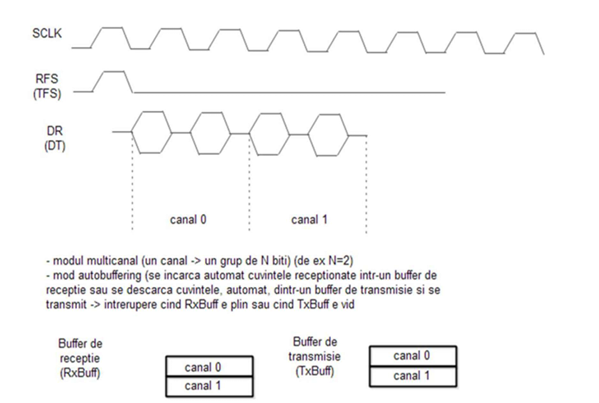 SCLK
RFS
(TFS)
DR
(DT)
canal 0 canal 1
- modul multicanal (un canal -> un grup de N biti) (de ex N=2)
- mod autobuffering (se incarca automat cuvintele receptionate intr-un buffer de
receptie sau se descarca cuvintele, automat, dintr-un buffer de transmisie si se
transmit -> intrerupere cind RxBuff e plin sau cind TxBuff e vid
Buffer de
receptie
(RxBuff)
canal 0
canal 1
Buffer de
transmisie
(TxBuff)
canal 0
canal 1